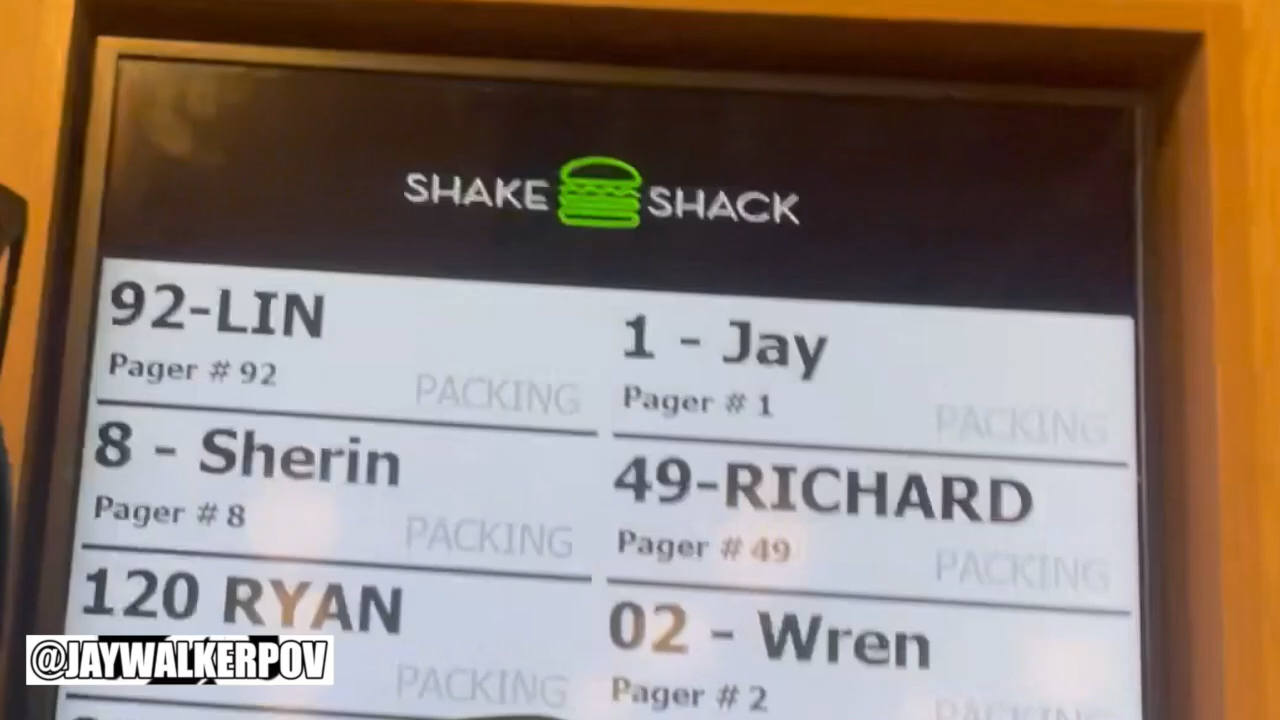 SHAKE SHACK
92-LIN
Pager # 92
PACKING
1 - Jay
Pager # 1
PACKING
8 - Sherin
Pager # 8
PACKING
49-RICHARD
Pager # 49
PACKING
120 RYAN
PACKING
02 - Wren
Pager # 2
PACKING
@JAYWALKERPOV